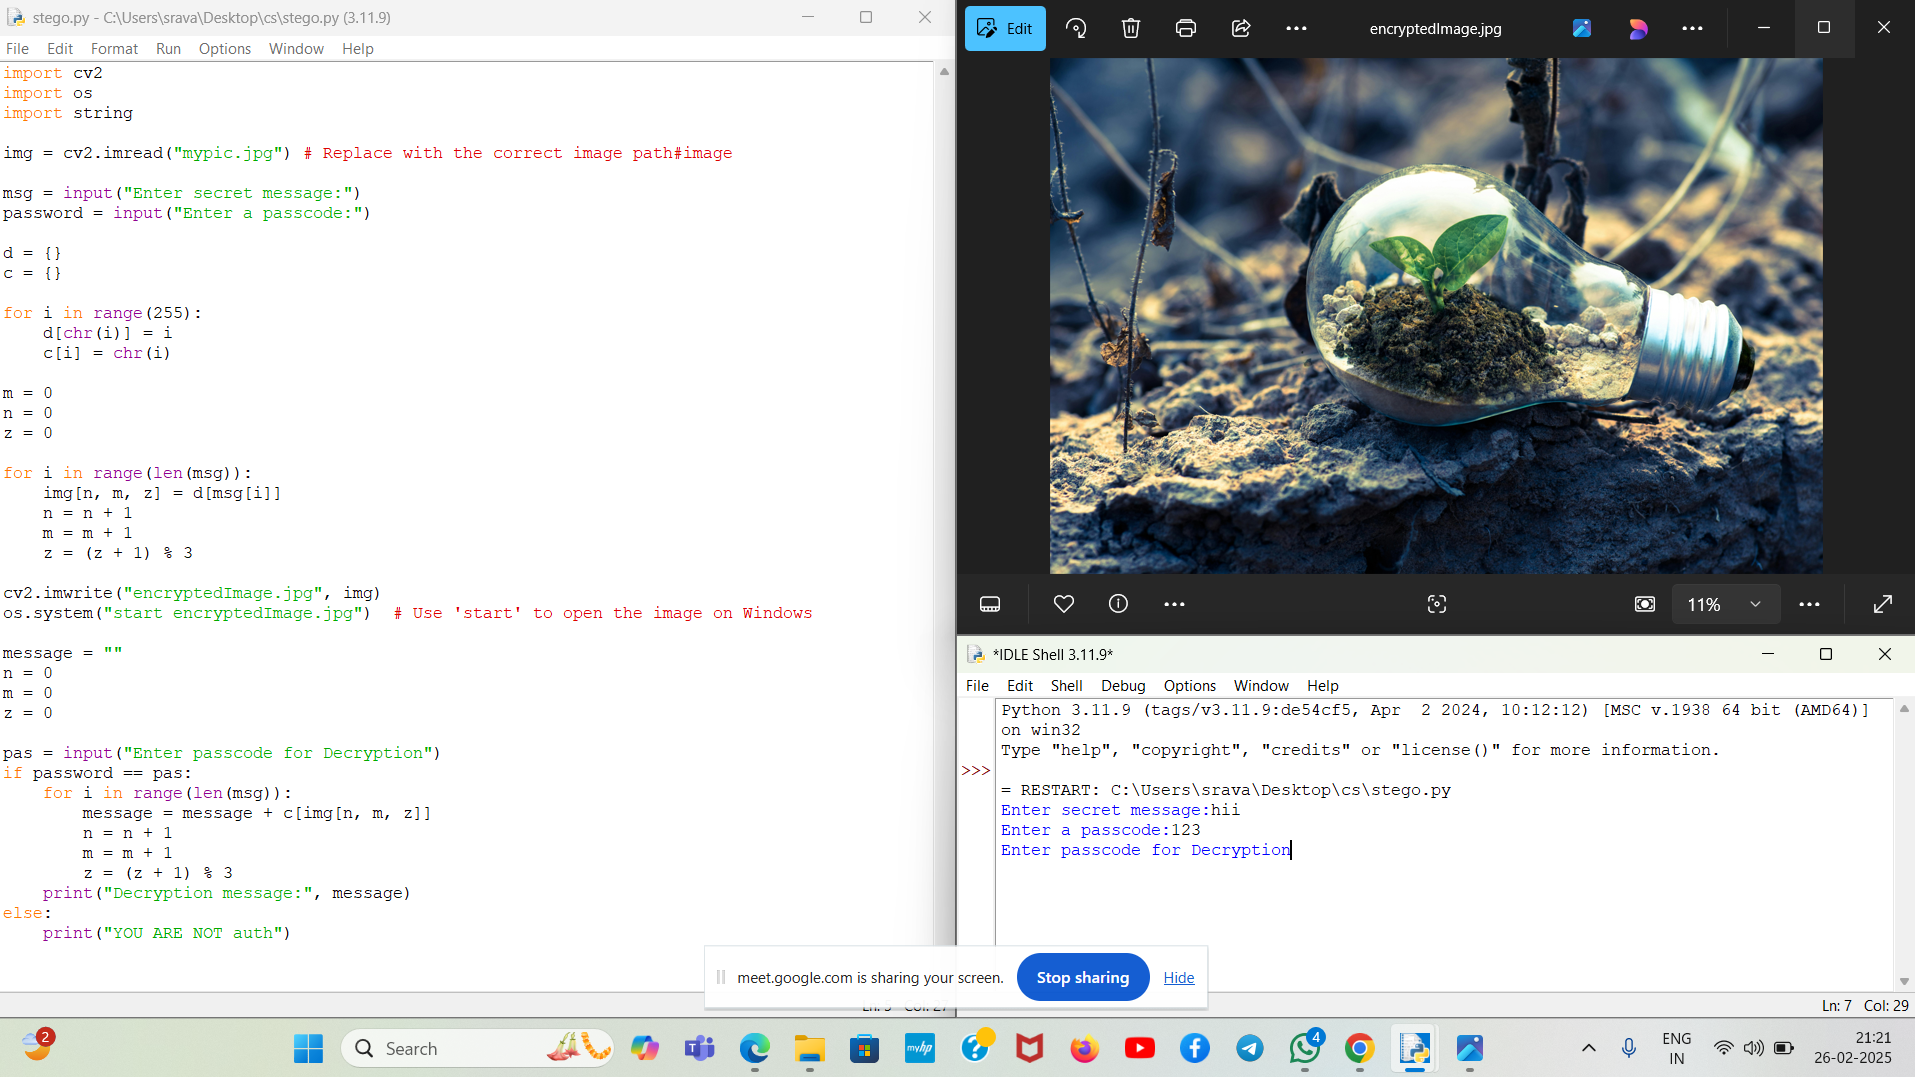 stego.py - C:\Users\srava\Desktop\cs\stego.py (3.11.9)
File Edit Format Run Options Window Help
import cv2
import os
import string
img = cv2.imread("mypic.jpg") # Replace with the correct image path#image
msg = input("Enter secret message:")
password = input("Enter a passcode:")
d = {}
c = {}
for i in range(255):
    d[chr(i)] = i
    c[i] = chr(i)
m = 0
n = 0
z = 0
for i in range(len(msg)):
    img[n, m, z] = d[msg[i]]
    n = n + 1
    m = m + 1
    z = (z + 1) % 3
cv2.imwrite("encryptedImage.jpg", img)
os.system("start encryptedImage.jpg")  # Use 'start' to open the image on Windows
message = ""
n = 0
m = 0
z = 0
pas = input("Enter passcode for Decryption")
if password == pas:
    for i in range(len(msg)):
        message = message + c[img[n, m, z]]
        n = n + 1
        m = m + 1
        z = (z + 1) % 3
    print("Decryption message:", message)
else:
    print("YOU ARE NOT auth")
Edit
encryptedImage.jpg
11%
*IDLE Shell 3.11.9*
File Edit Shell Debug Options Window Help
Python 3.11.9 (tags/v3.11.9:de54cf5, Apr  2 2024, 10:12:12) [MSC v.1938 64 bit (AMD64)]
on win32
Type "help", "copyright", "credits" or "license()" for more information.
>>>
= RESTART: C:\Users\srava\Desktop\cs\stego.py
Enter secret message:hii
Enter a passcode:123
Enter passcode for Decryption
Ln: 7 Col: 29
meet.google.com is sharing your screen. Stop sharing Hide
2
Search
myhp
4
ENG
IN
21:21
26-02-2025